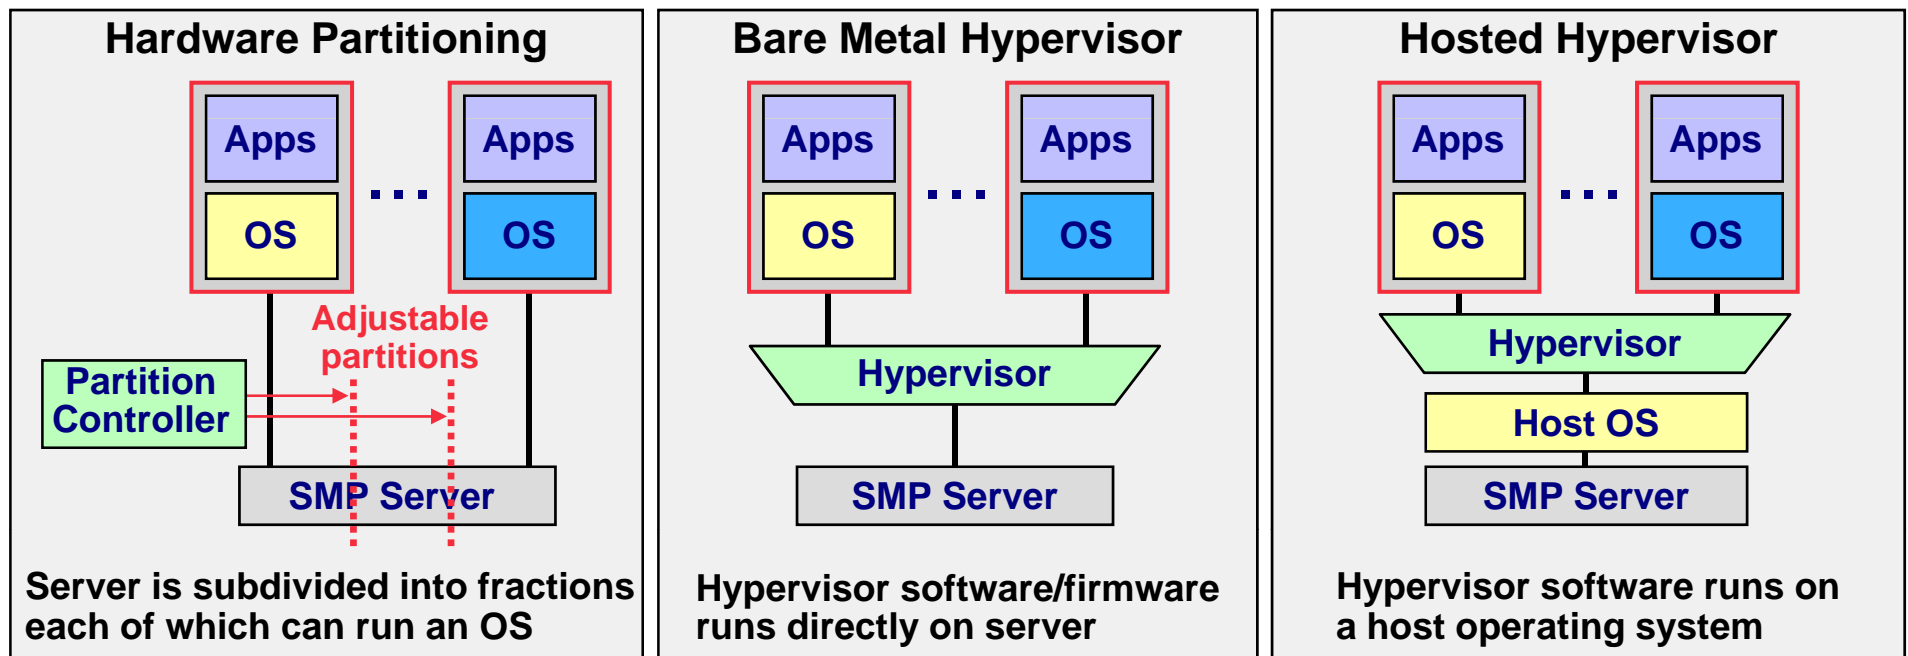 Hardware Partitioning
Apps
Apps
OS
OS
Adjustable
partitions
Partition
Controller
SMP Server
Server is subdivided into fractions
each of which can run an OS
Bare Metal Hypervisor
Apps
Apps
OS
OS
Hypervisor
SMP Server
Hypervisor software/firmware
runs directly on server
Hosted Hypervisor
Apps
Apps
OS
OS
Hypervisor
Host OS
SMP Server
Hypervisor software runs on
a host operating system